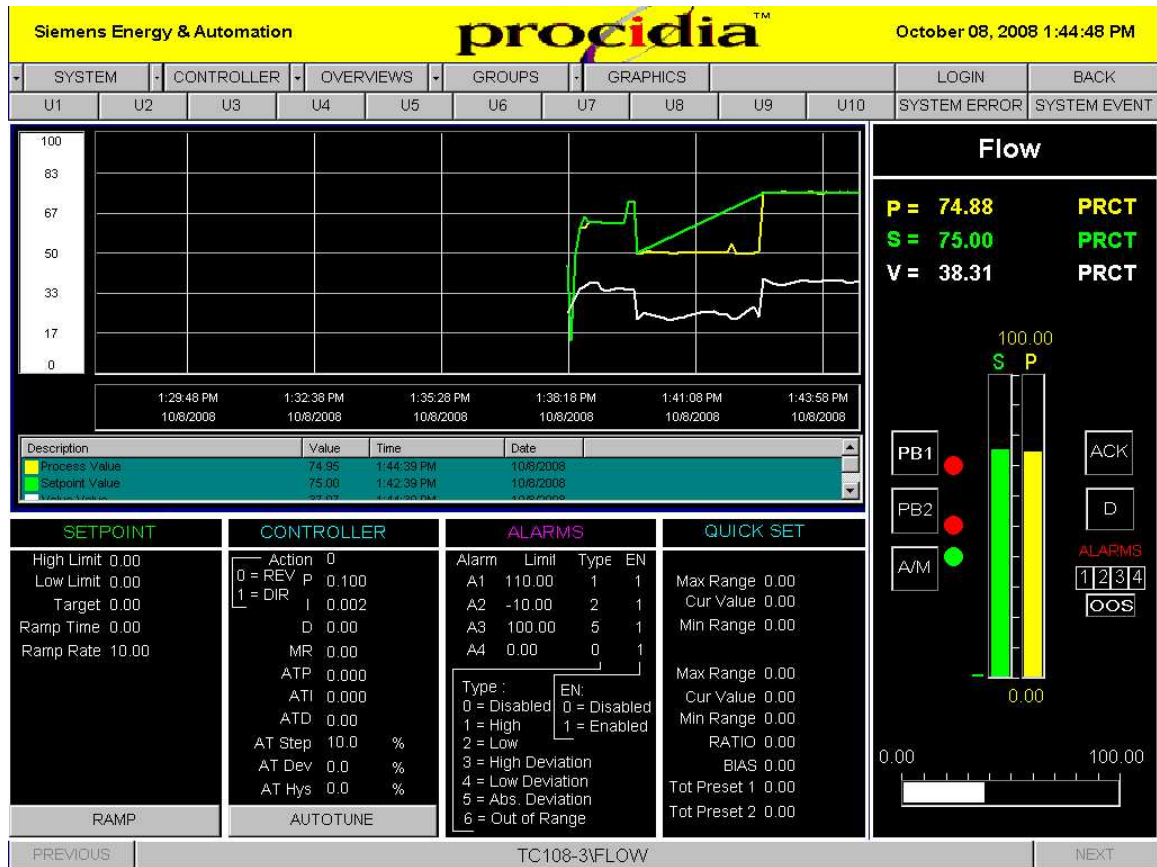 Siemens Energy & Automation procidia™ October 08, 2008 1:44:48 PM
SYSTEM CONTROLLER OVERVIEWS GROUPS GRAPHICS LOGIN BACK
U1 U2 U3 U4 U5 U6 U7 U8 U9 U10 SYSTEM ERROR SYSTEM EVENT
100
83
67
50
33
17
0
1:29:48 PM 1:32:38 PM 1:35:28 PM 1:38:18 PM 1:41:08 PM 1:43:58 PM
10/8/2008 10/8/2008 10/8/2008 10/8/2008 10/8/2008 10/8/2008
Description Value Time Date
Process Value 74.95 1:44:39 PM 10/8/2008
Setpoint Value 75.00 1:42:39 PM 10/8/2008
Flow
P = 74.88 PRCT
S = 75.00 PRCT
V = 38.31 PRCT
100.00
S P
PB1 ACK
PB2 D
A/M ALARMS
1 2 3 4
OOS
0.00
0.00 100.00
SETPOINT
High Limit 0.00
Low Limit 0.00
Target 0.00
Ramp Time 0.00
Ramp Rate 10.00
RAMP
CONTROLLER
Action 0
0 = REV
1 = DIR
P 0.100
I 0.002
D 0.00
MR 0.00
ATP 0.000
ATI 0.000
ATD 0.00
AT Step 10.0 %
AT Dev 0.0 %
AT Hys 0.0 %
AUTOTUNE
ALARMS
Alarm Limit Type EN
A1 110.00 1 1
A2 -10.00 2 1
A3 100.00 5 1
A4 0.00 0 1
Type :
0 = Disabled
1 = High
2 = Low
3 = High Deviation
4 = Low Deviation
5 = Abs. Deviation
6 = Out of Range
EN:
0 = Disabled
1 = Enabled
QUICK SET
Max Range 0.00
Cur Value 0.00
Min Range 0.00
Max Range 0.00
Cur Value 0.00
Min Range 0.00
RATIO 0.00
BIAS 0.00
Tot Preset 1 0.00
Tot Preset 2 0.00
PREVIOUS TC108-3\FLOW NEXT